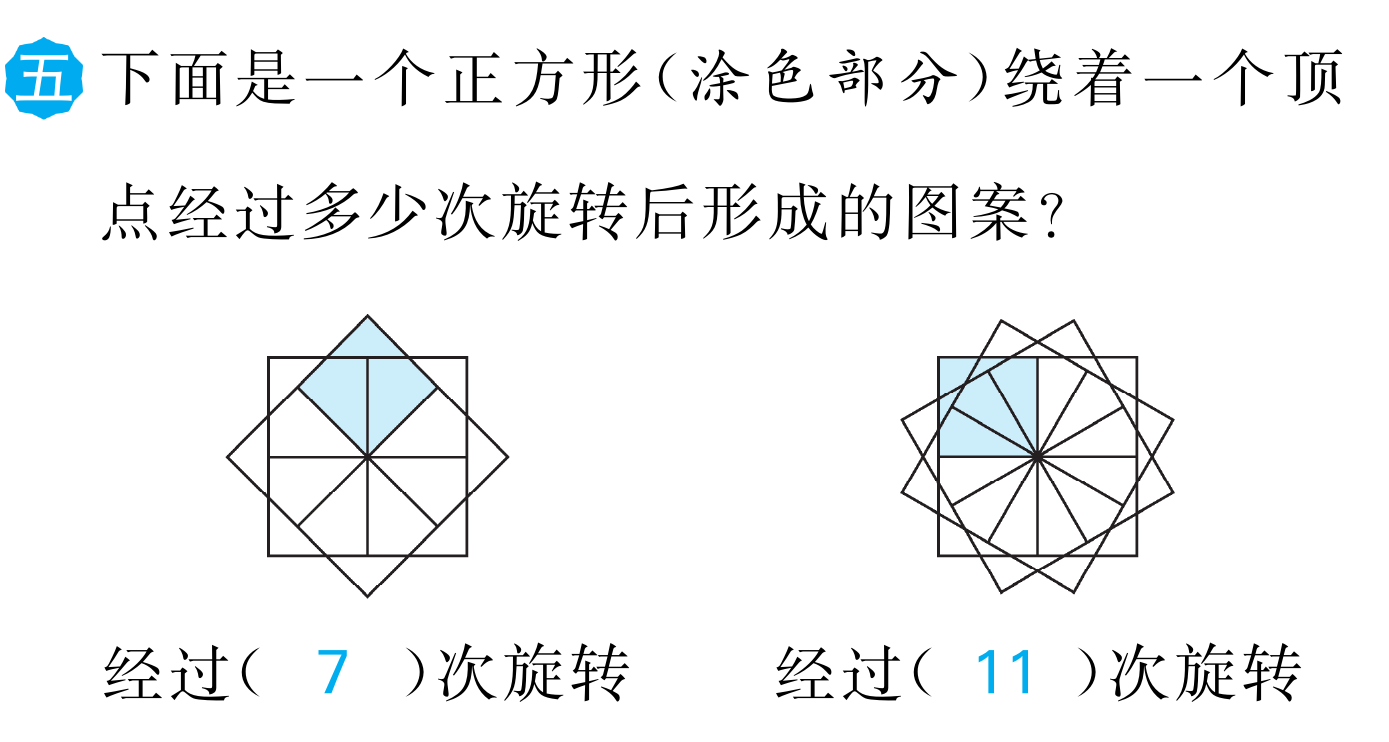 五 下面是一个正方形(涂色部分)绕着一个顶
点经过多少次旋转后形成的图案?
经过( 7 )次旋转 经过( 11 )次旋转